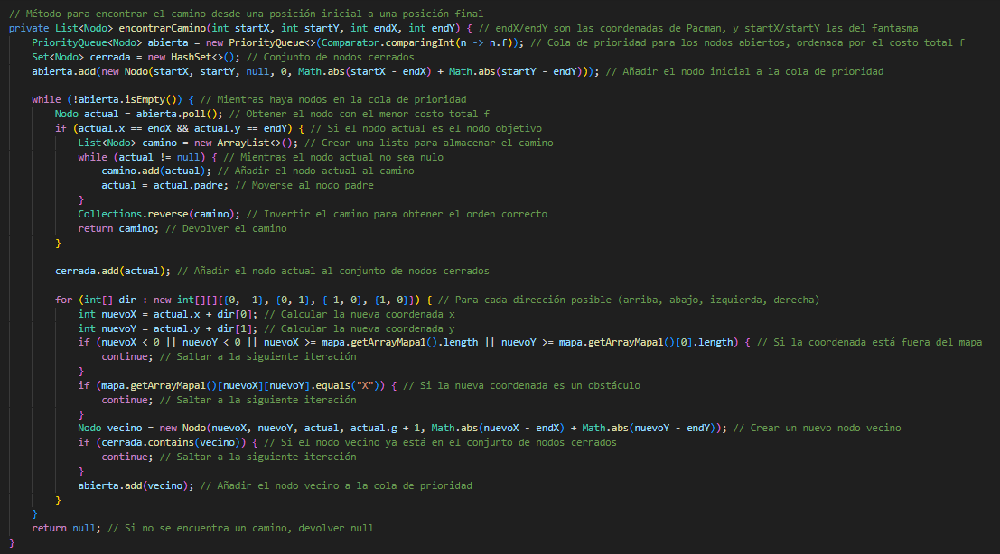 // Método para encontrar el camino desde una posición inicial a una posición final
private List<Nodo> encontrarCamino(int startX, int startY, int endX, int endY) { // endX/endY son las coordenadas de Pacman, y startX/startY las del fantasma
    PriorityQueue<Nodo> abierta = new PriorityQueue<>(Comparator.comparingInt(n -> n.f)); // Cola de prioridad para los nodos abiertos, ordenada por el costo total f
    Set<Nodo> cerrada = new HashSet<>(); // Conjunto de nodos cerrados
    abierta.add(new Nodo(startX, startY, null, 0, Math.abs(startX - endX) + Math.abs(startY - endY))); // Añadir el nodo inicial a la cola de prioridad

    while (!abierta.isEmpty()) { // Mientras haya nodos en la cola de prioridad
        Nodo actual = abierta.poll(); // Obtener el nodo con el menor costo total f
        if (actual.x == endX && actual.y == endY) { // Si el nodo actual es el nodo objetivo
            List<Nodo> camino = new ArrayList<>(); // Crear una lista para almacenar el camino
            while (actual != null) { // Mientras el nodo actual no sea nulo
                camino.add(actual); // Añadir el nodo actual al camino
                actual = actual.padre; // Moverse al nodo padre
            }
            Collections.reverse(camino); // Invertir el camino para obtener el orden correcto
            return camino; // Devolver el camino
        }

        cerrada.add(actual); // Añadir el nodo actual al conjunto de nodos cerrados

        for (int[] dir : new int[][]{{0, -1}, {0, 1}, {-1, 0}, {1, 0}}) { // Para cada dirección posible (arriba, abajo, izquierda, derecha)
            int nuevoX = actual.x + dir[0]; // Calcular la nueva coordenada x
            int nuevoY = actual.y + dir[1]; // Calcular la nueva coordenada y
            if (nuevoX < 0 || nuevoY < 0 || nuevoX >= mapa.getArrayMapa1().length || nuevoY >= mapa.getArrayMapa1()[0].length) { // Si la coordenada está fuera del mapa
                continue; // Saltar a la siguiente iteración
            }
            if (mapa.getArrayMapa1()[nuevoX][nuevoY].equals("X")) { // Si la nueva coordenada es un obstáculo
                continue; // Saltar a la siguiente iteración
            }
            Nodo vecino = new Nodo(nuevoX, nuevoY, actual, actual.g + 1, Math.abs(nuevoX - endX) + Math.abs(nuevoY - endY)); // Crear un nuevo nodo vecino
            if (cerrada.contains(vecino)) { // Si el nodo vecino ya está en el conjunto de nodos cerrados
                continue; // Saltar a la siguiente iteración
            }
            abierta.add(vecino); // Añadir el nodo vecino a la cola de prioridad
        }
    }
    return null; // Si no se encuentra un camino, devolver null
}